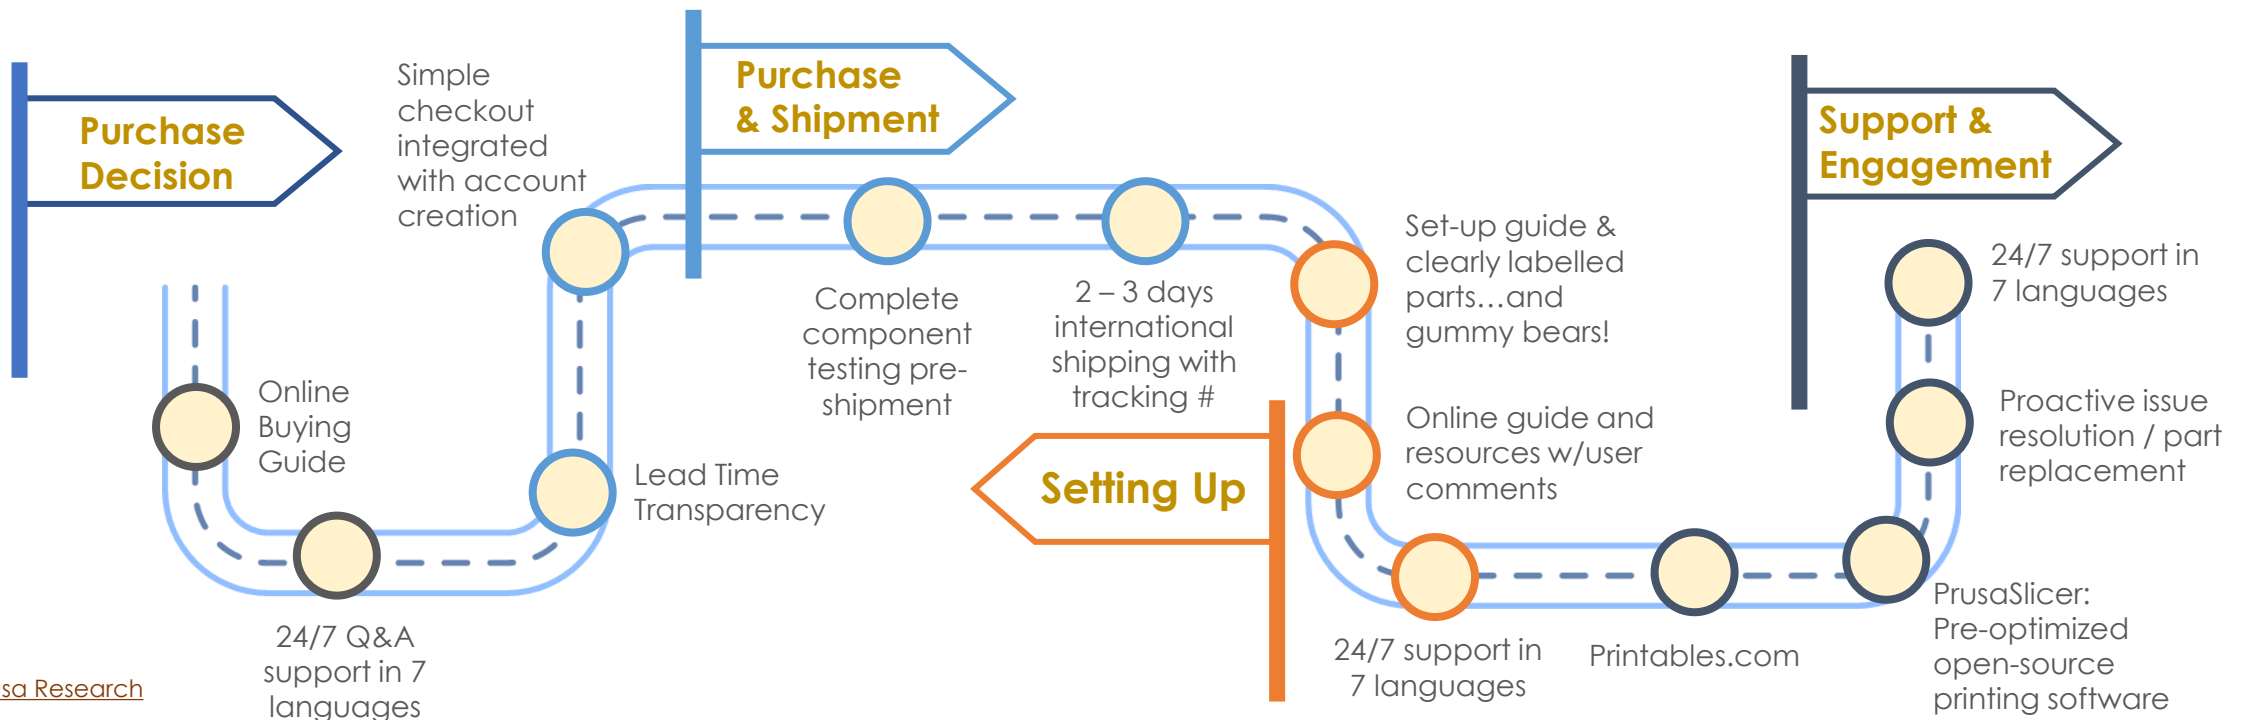 Purchase
Decision
Simple
checkout
integrated
with account
creation
Purchase
& Shipment
Support &
Engagement
Online
Buying
Guide
24/7 Q&A
support in 7
languages
Lead Time
Transparency
Complete
component
testing pre-
shipment
2 – 3 days
international
shipping with
tracking #
Set-up guide &
clearly labelled
parts...and
gummy bears!
Setting Up
Online guide and
resources w/user
comments
24/7 support in
7 languages
Printables.com
PrusaSlicer:
Pre-optimized
open-source
printing software
Proactive issue
resolution / part
replacement
24/7 support in
7 languages
sa Research